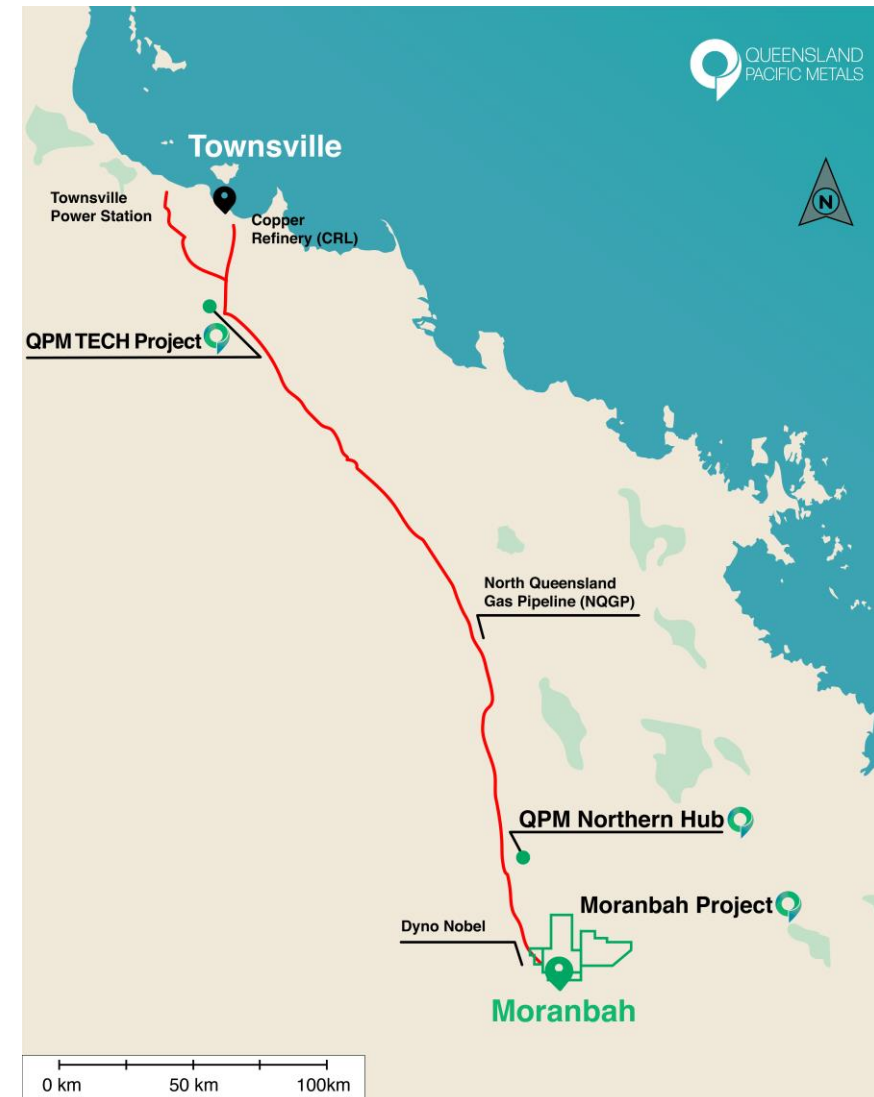 QUEENSLAND
PACIFIC METALS
Townsville
N
Townsville
Power Station
Copper
Refinery (CRL)
QPM TECH Project
North Queensland
Gas Pipeline (NQGP)
QPM Northern Hub
Moranbah Project
Dyno Nobel
Moranbah
0 km
50 km
100km